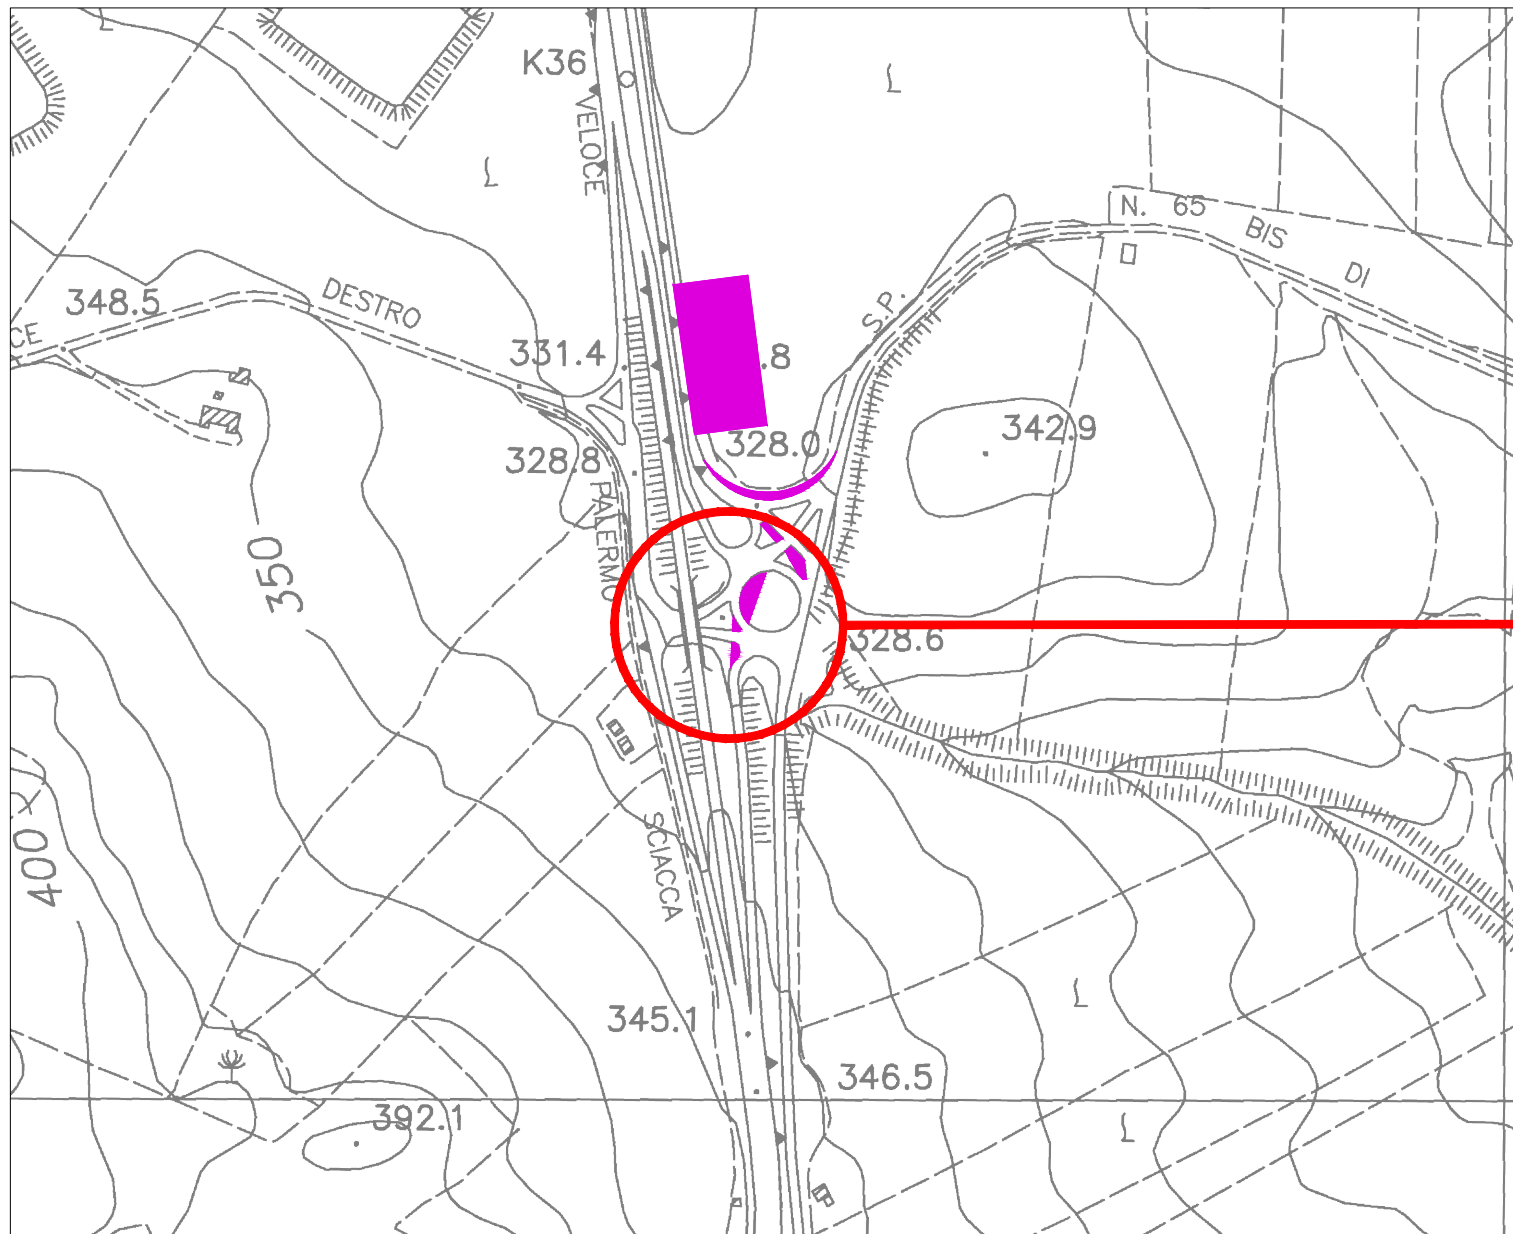 K36
VELOCE
N. 65
BIS
DI
348.5
DESTRO
CE
S.P.
331.4
.8
342.9
328.0
328.8
PALERMO
350
328.6
SCIACCA
400
345.1
346.5
392.1